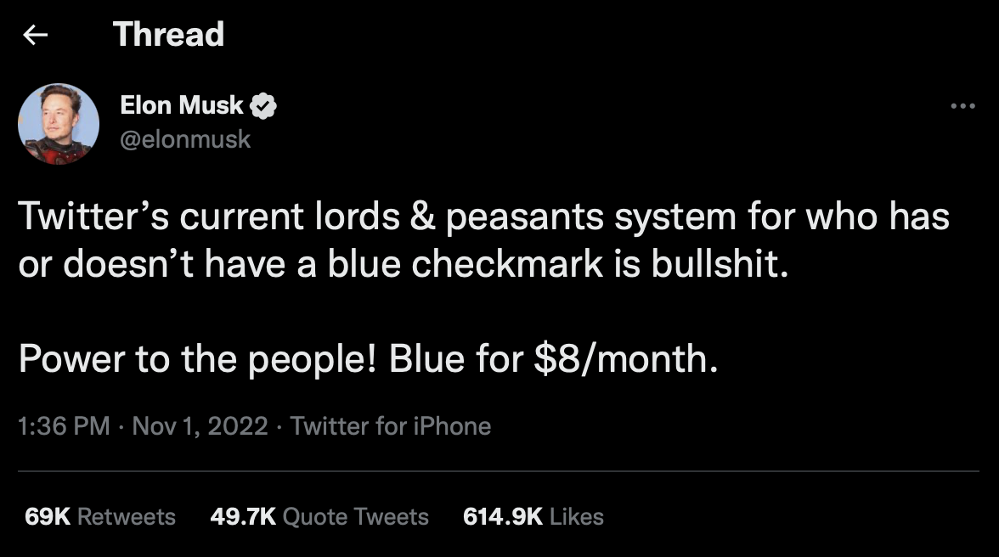 Thread
Elon Musk
@elonmusk
Twitter’s current lords & peasants system for who has
or doesn’t have a blue checkmark is bullshit.
Power to the people! Blue for $8/month.
1:36 PM · Nov 1, 2022 · Twitter for iPhone
69K Retweets 49.7K Quote Tweets 614.9K Likes